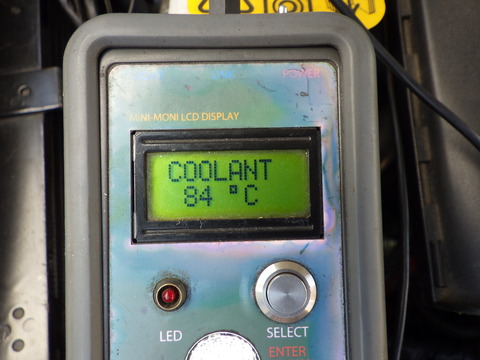 POWER
MINI-MONI LCD DISPLAY
COOLANT
84 °C
LED
SELECT
ENTER